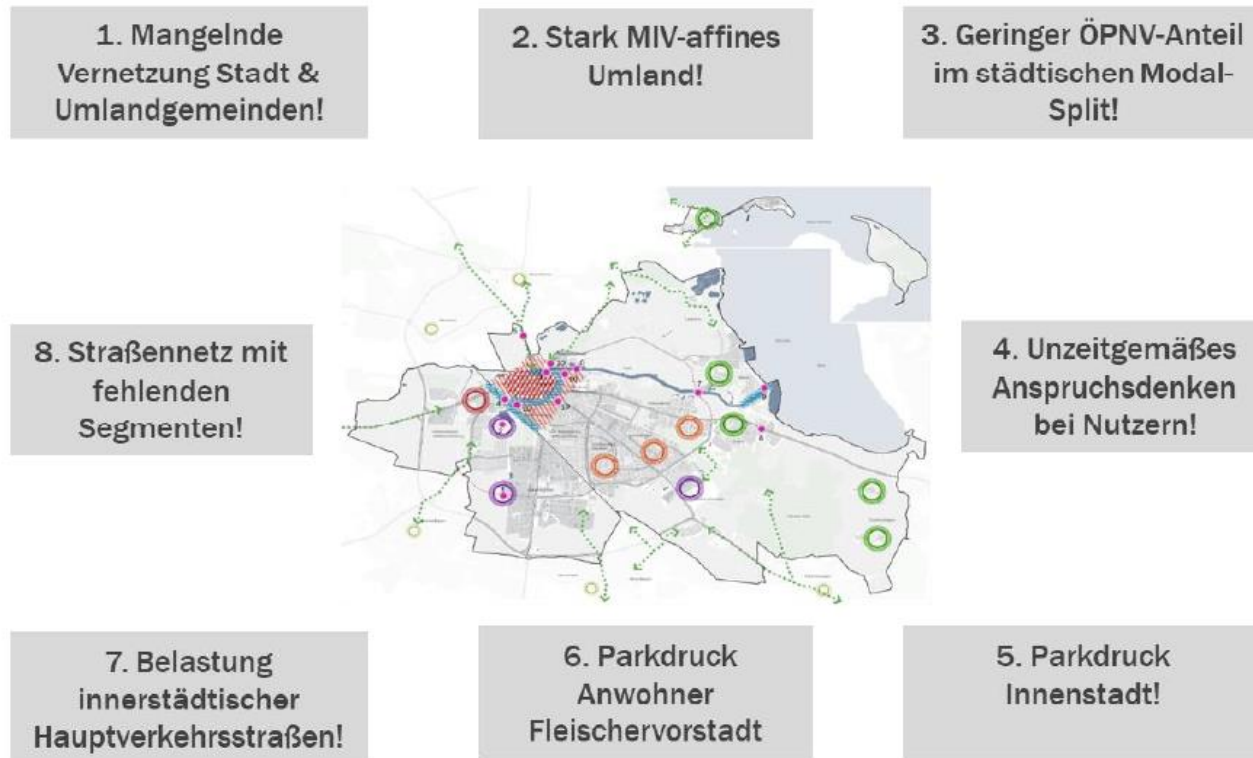 1. Mangelnde
Vernetzung Stadt &
Umlandgemeinden!
2. Stark MIV-affines
Umland!
3. Geringer ÖPNV-Anteil
im städtischen Modal-
Split!
8. Straßennetz mit
fehlenden
Segmenten!
4. Unzeitgemäßes
Anspruchsdenken
bei Nutzern!
7. Belastung
innerstädtischer
Hauptverkehrsstraßen!
6. Parkdruck
Anwohner
Fleischervorstadt
5. Parkdruck
Innenstadt!